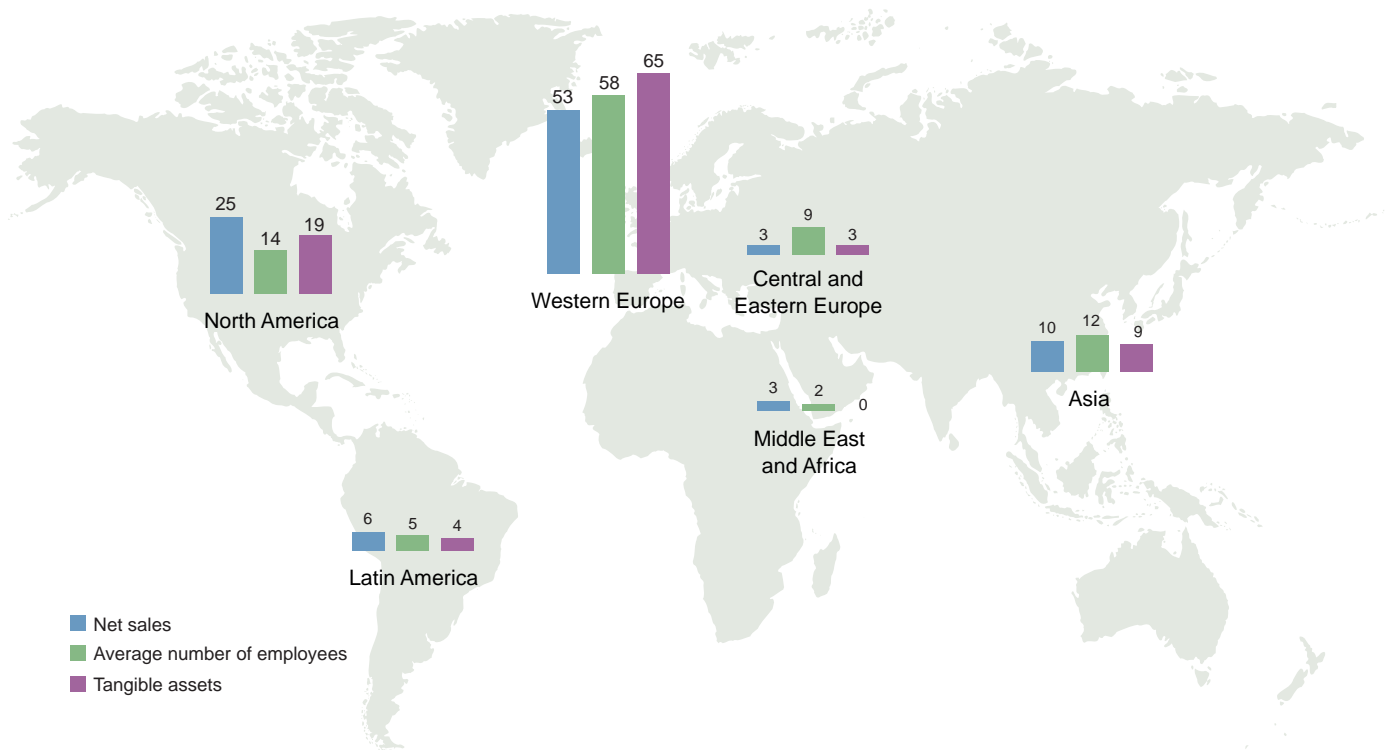 53 58 65
Western Europe
25 14 19
North America
3 9 3
Central and
Eastern Europe
10 12 9
Asia
3 2 0
Middle East
and Africa
6 5 4
Latin America
Net sales
Average number of employees
Tangible assets